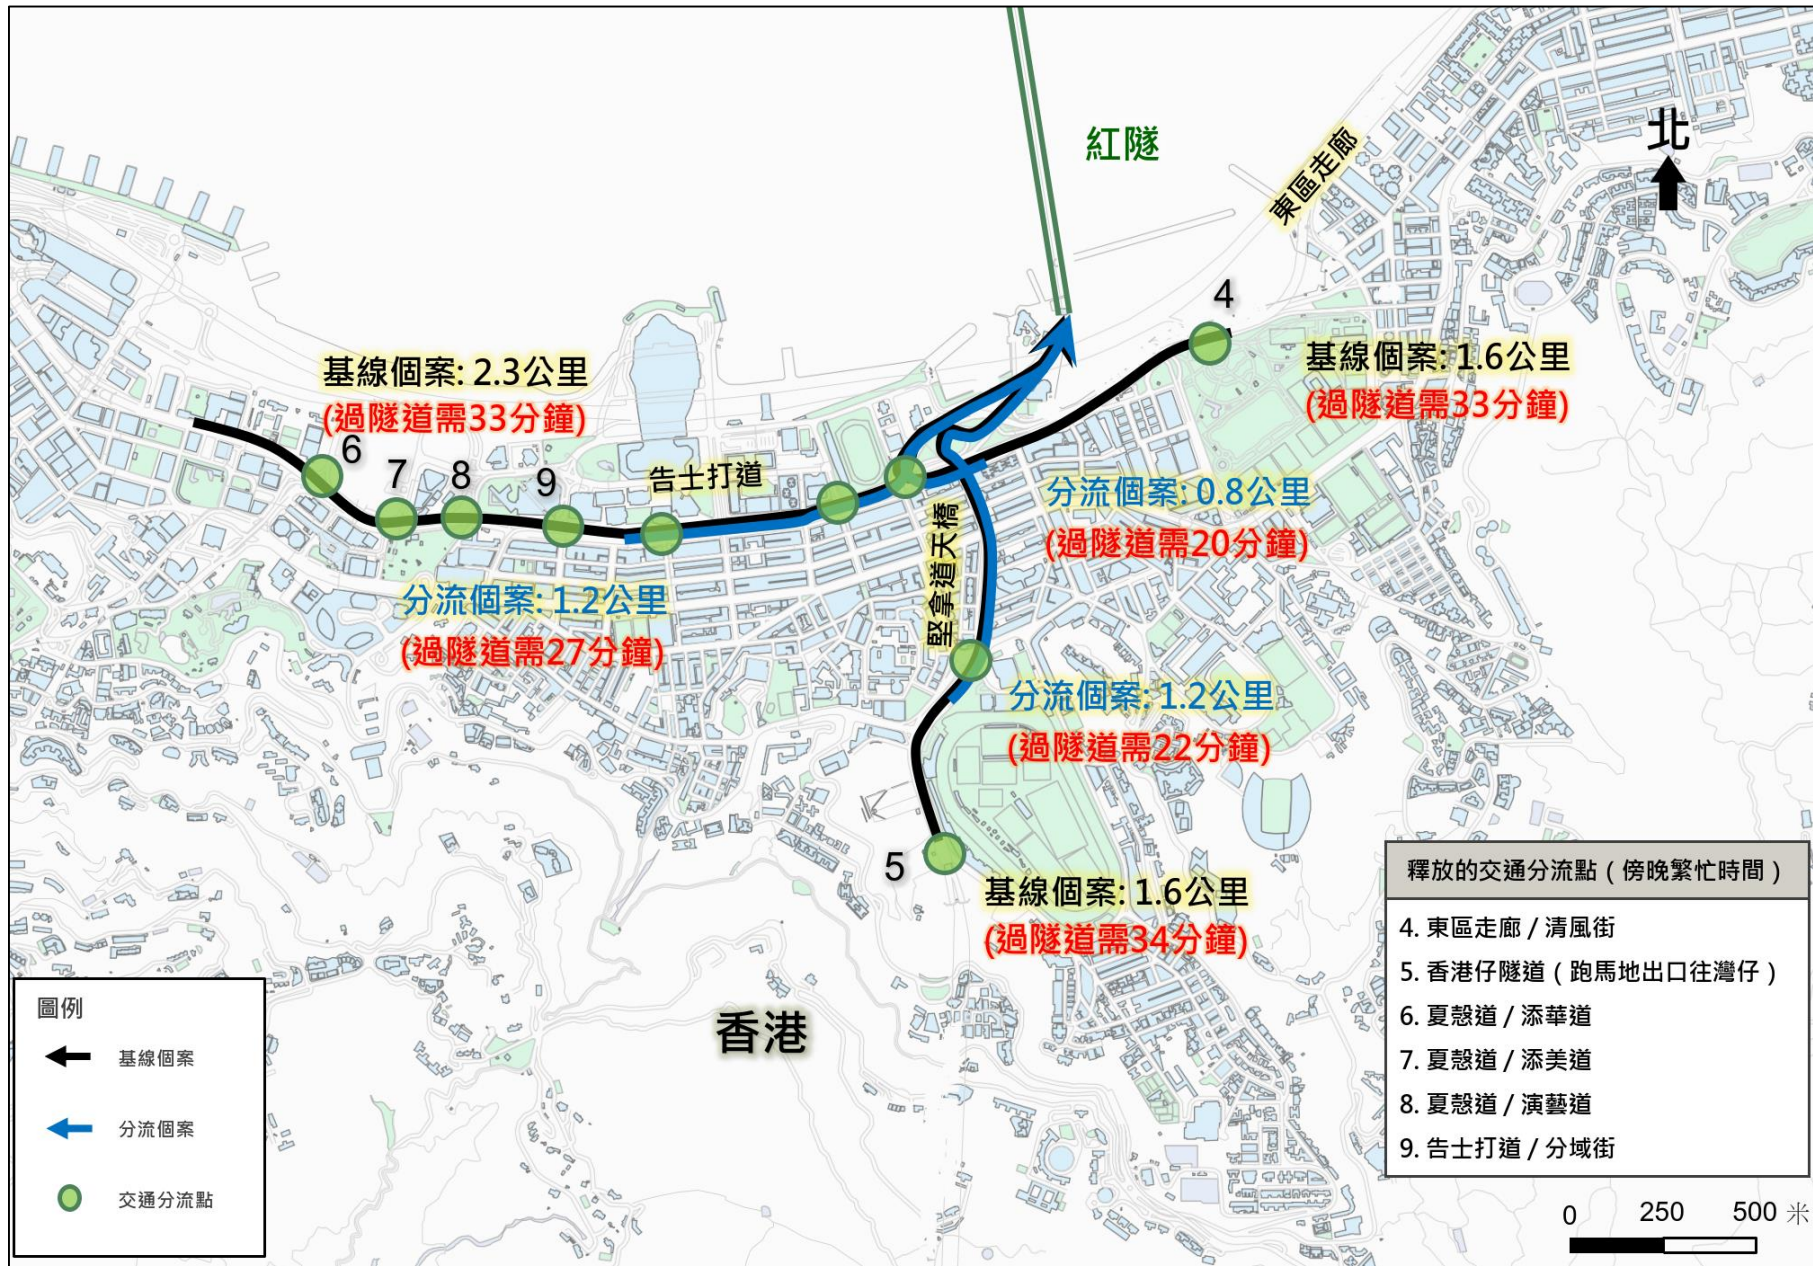 紅隧
東區走廊
北
4
基線個案: 2.3公里
(過隧道需33分鐘)
基線個案: 1.6公里
(過隧道需33分鐘)
6
7
8
9
告士打道
分流個案: 0.8公里
(過隧道需20分鐘)
堅拿道天橋
分流個案: 1.2公里
(過隧道需27分鐘)
分流個案: 1.2公里
(過隧道需22分鐘)
5
基線個案: 1.6公里
(過隧道需34分鐘)
香港
圖例
基線個案
分流個案
交通分流點
釋放的交通分流點 ( 傍晚繁忙時間 )
4. 東區走廊 / 清風街
5. 香港仔隧道 ( 跑馬地出口往灣仔 )
6. 夏慤道 / 添華道
7. 夏慤道 / 添美道
8. 夏慤道 / 演藝道
9. 告士打道 / 分域街
0 250 500 米